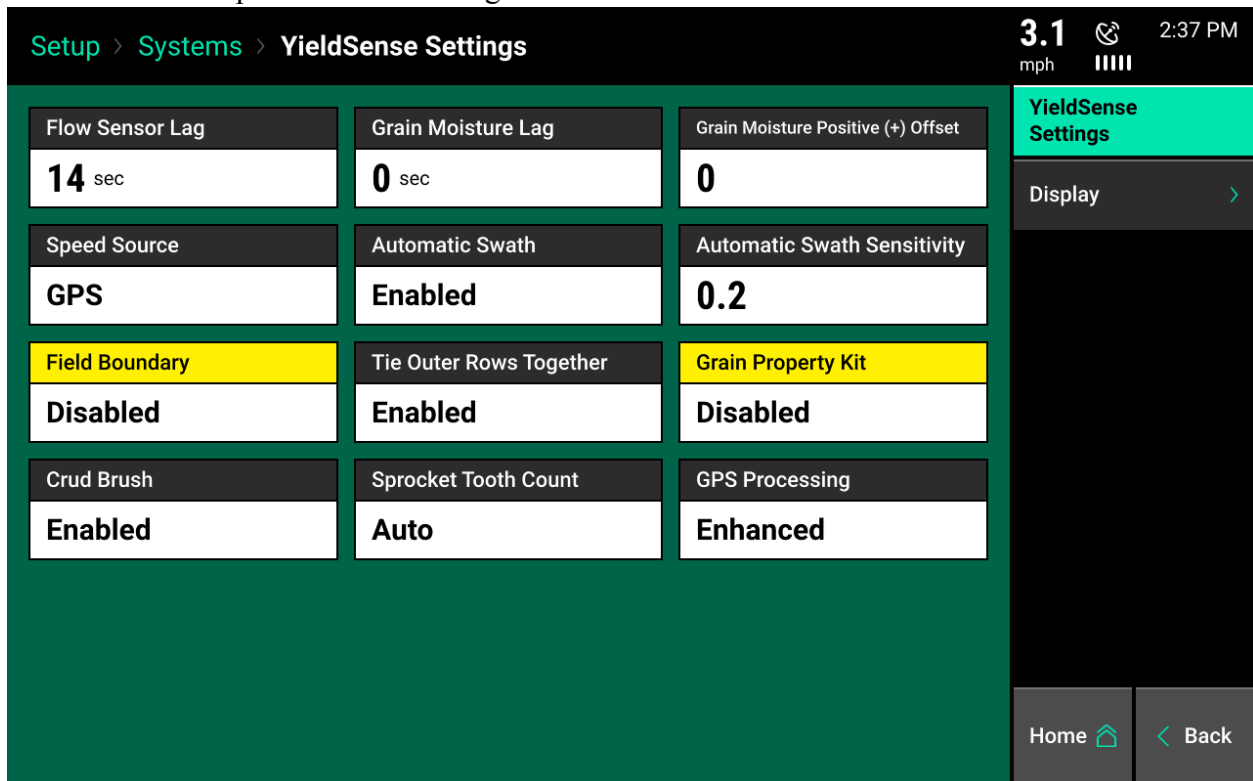 Setup > Systems > YieldSense Settings
3.1 mph
2:37 PM
Flow Sensor Lag
14 sec
Grain Moisture Lag
0 sec
Grain Moisture Positive (+) Offset
0
Speed Source
GPS
Automatic Swath
Enabled
Automatic Swath Sensitivity
0.2
Field Boundary
Disabled
Tie Outer Rows Together
Enabled
Grain Property Kit
Disabled
Crud Brush
Enabled
Sprocket Tooth Count
Auto
GPS Processing
Enhanced
YieldSense
Settings
Display >
Home
< Back